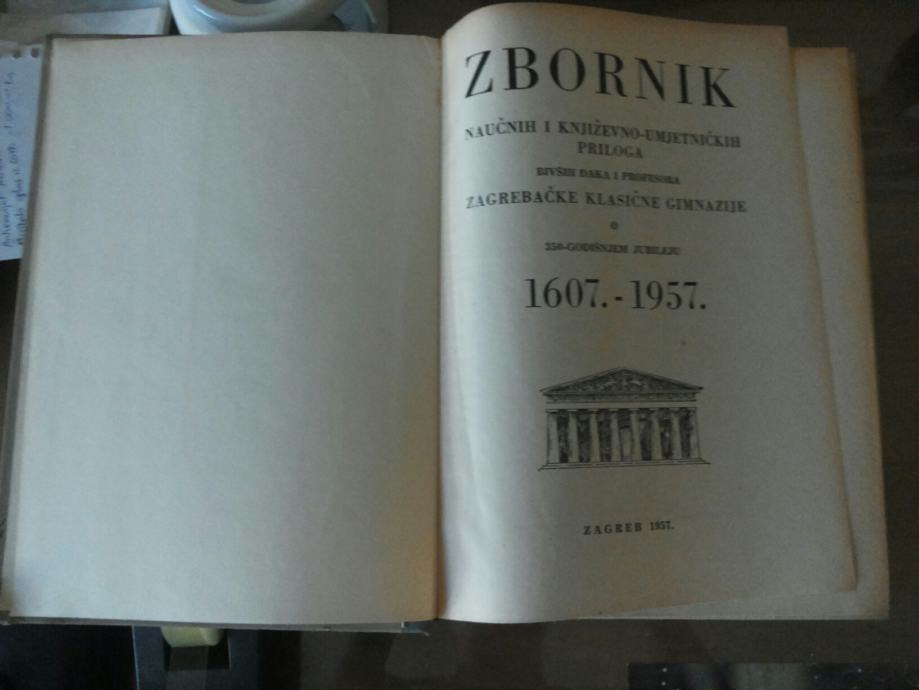 ZBORNIK
NAUČNIH I KNJIŽEVNO-UMJETNIČKIH
PRILOGA
BIVŠIH ĐAKA I PROFESORA
ZAGREBAČKE KLASIČNE GIMNAZIJE
O
350-GODIŠNJEM JUBILEJU
1607.-1957.
ZAGREB 1957.